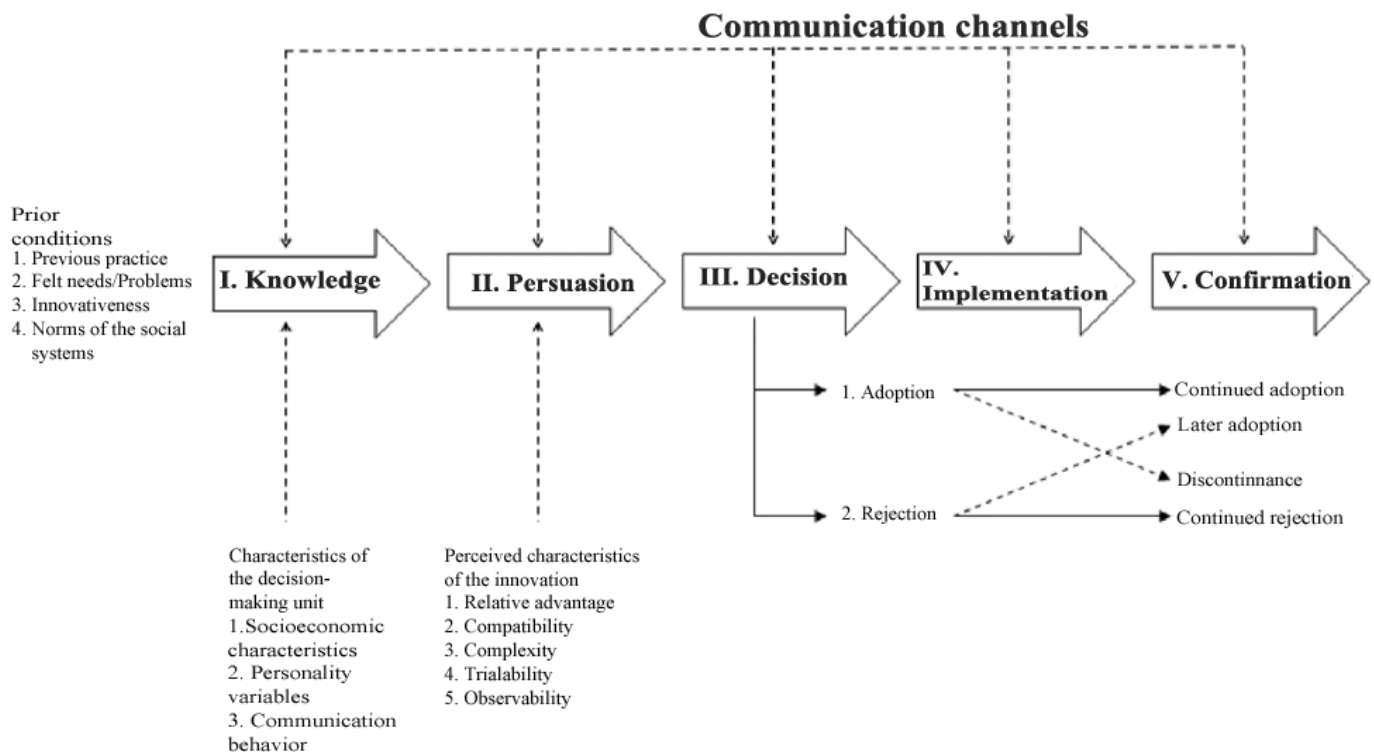 Communication channels
Prior
conditions
1. Previous practice
2. Felt needs/Problems
3. Innovativeness
4. Norms of the social
systems
I. Knowledge
II. Persuasion
III. Decision
IV.
Implementation
V. Confirmation
1. Adoption
2. Rejection
Continued adoption
Later adoption
Discontinnance
Continued rejection
Characteristics of
the decision-
making unit
1.Socioeconomic
characteristics
2. Personality
variables
3. Communication
behavior
Perceived characteristics
of the innovation
1. Relative advantage
2. Compatibility
3. Complexity
4. Trialability
5. Observability